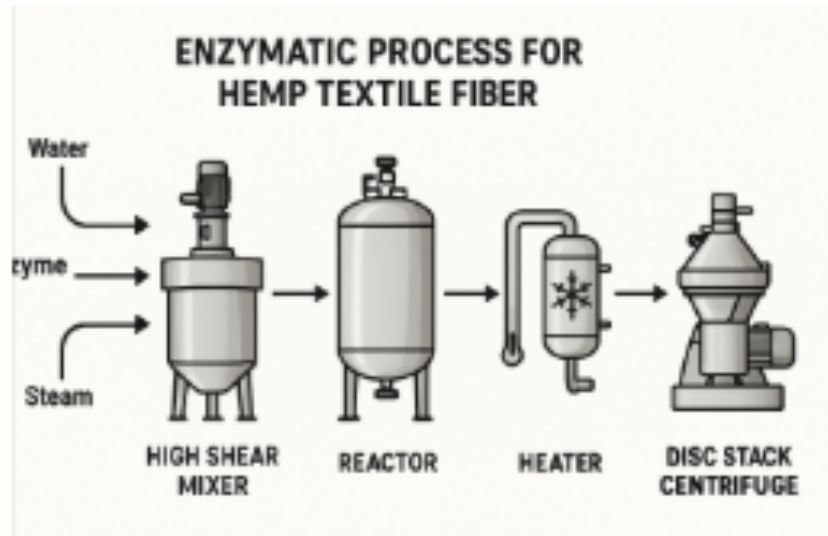 ENZYMATIC PROCESS FOR
HEMP TEXTILE FIBER
Water
zyme
Steam
HIGH SHEAR
MIXER
REACTOR
HEATER
DISC STACK
CENTRIFUGE